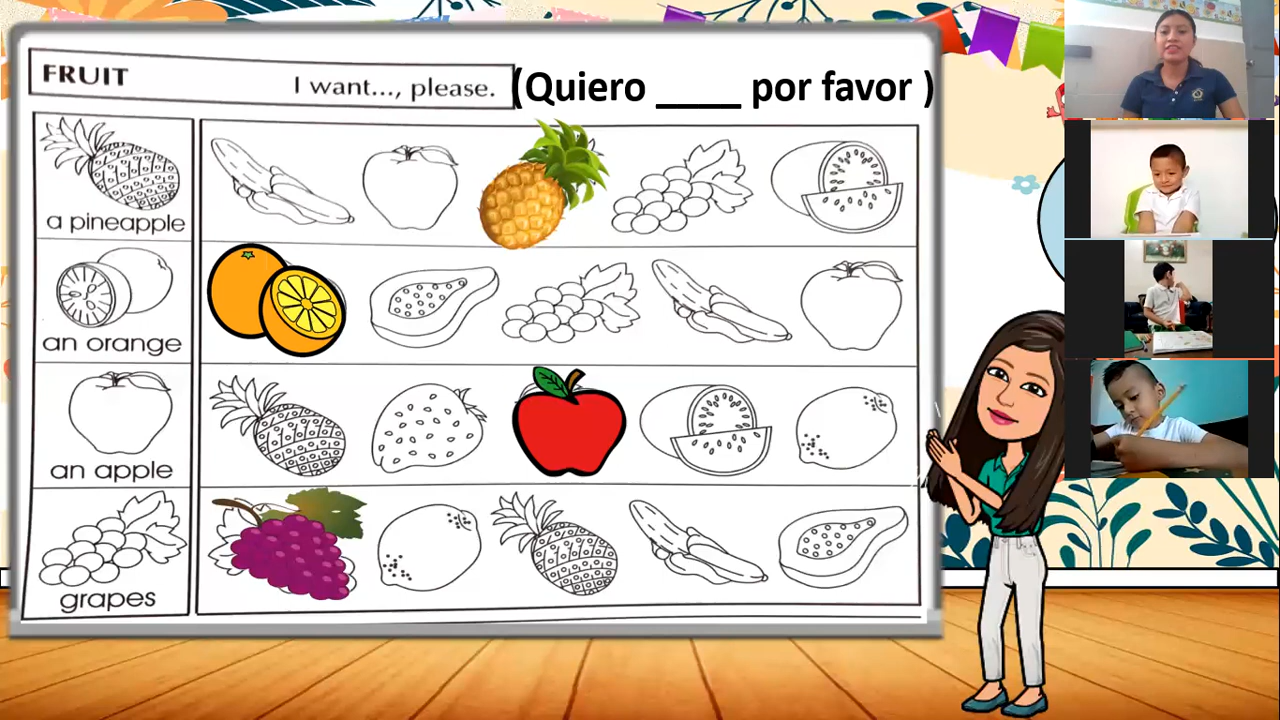 FRUIT
I want..., please.
(Quiero ____ por favor )
a pineapple
an orange
an apple
grapes